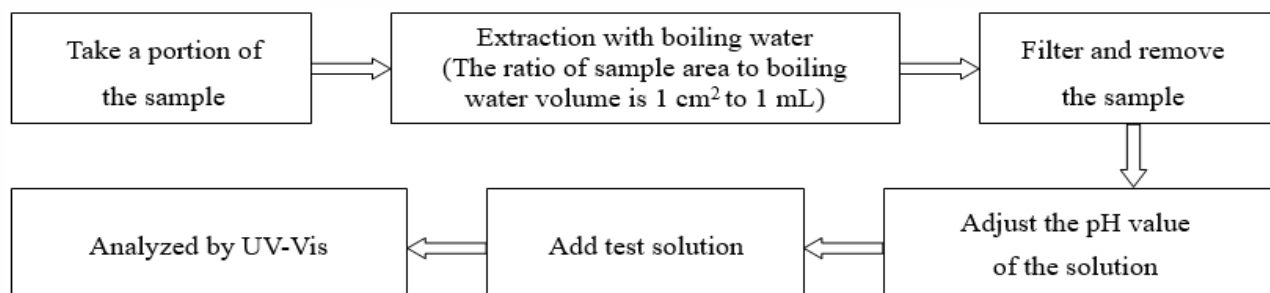 Take a portion of
the sample
Extraction with boiling water
(The ratio of sample area to boiling
water volume is 1 cm² to 1 mL)
Filter and remove
the sample
Adjust the pH value
of the solution
Add test solution
Analyzed by UV-Vis